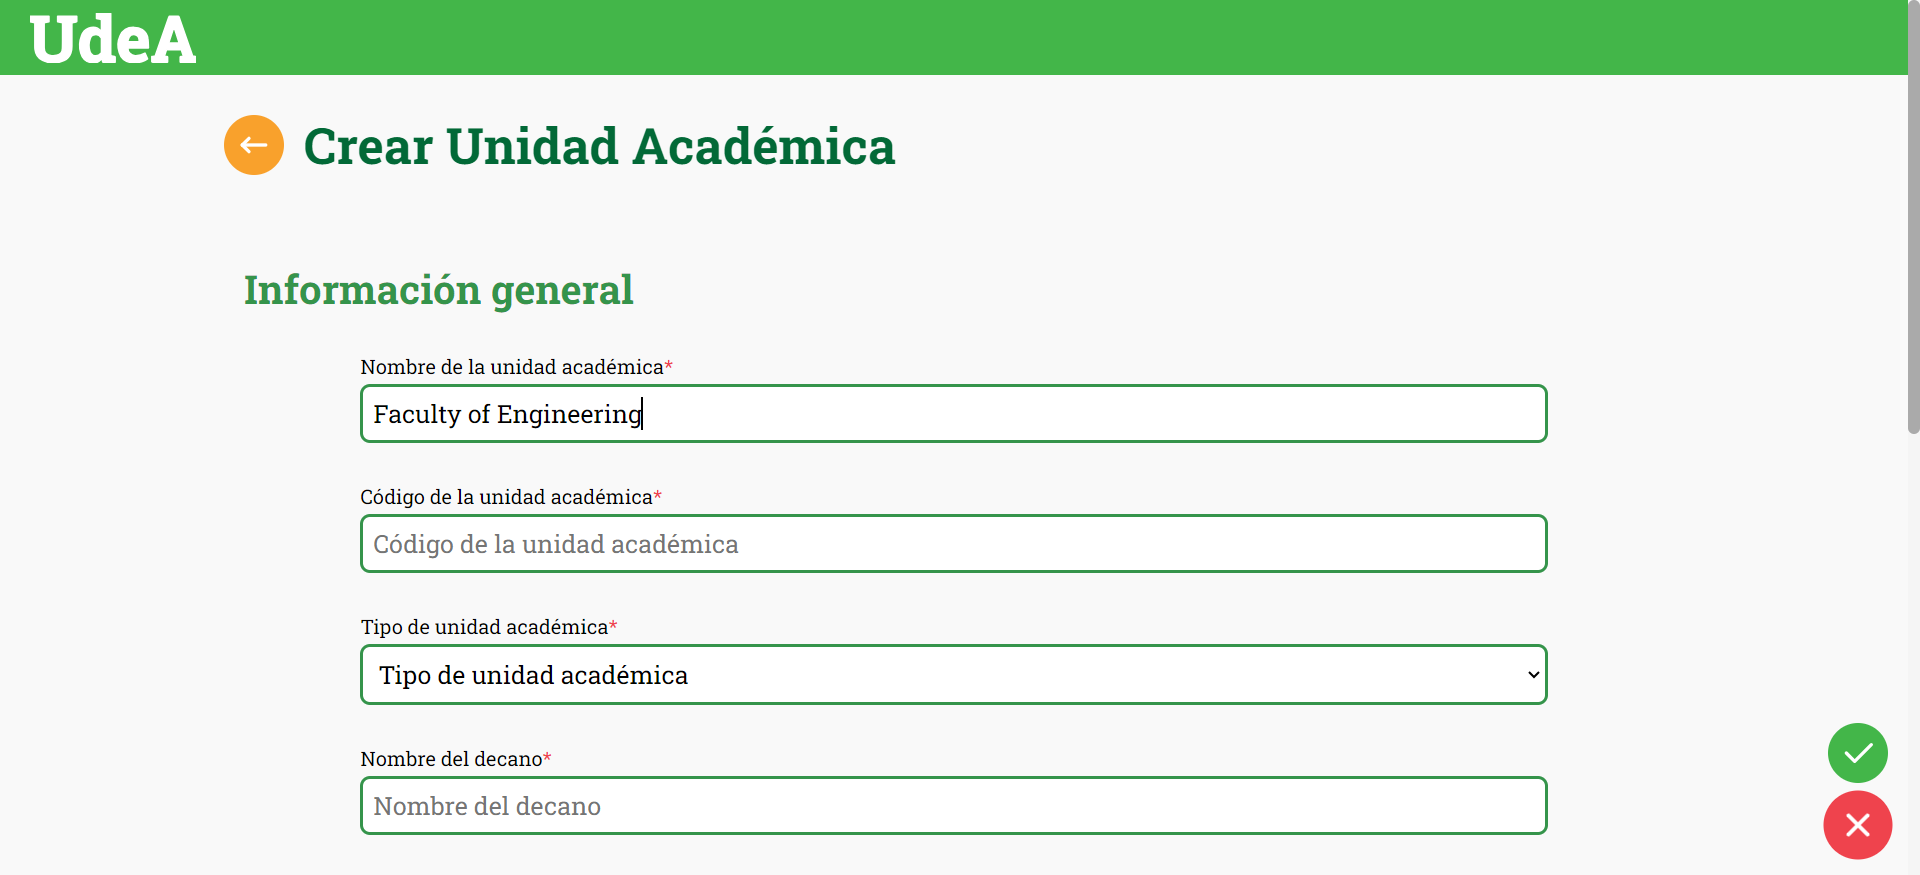 UdeA
Crear Unidad Académica
Información general
Nombre de la unidad académica*
Faculty of Engineering
Código de la unidad académica*
Código de la unidad académica
Tipo de unidad académica*
Tipo de unidad académica
Nombre del decano*
Nombre del decano